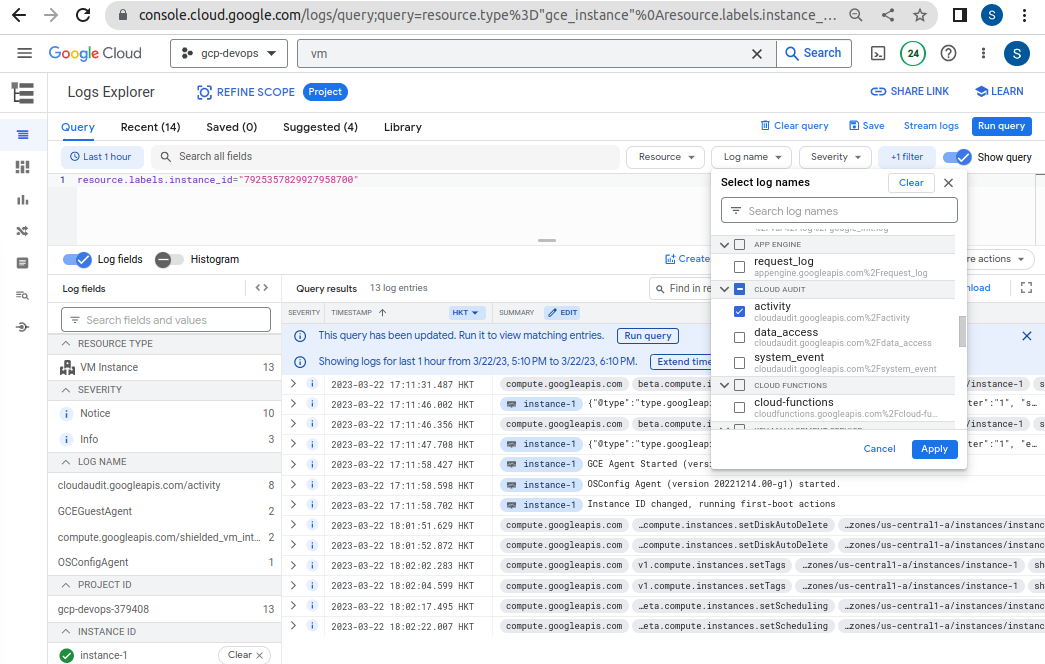 console.cloud.google.com/logs/query;query=resource.type%3D"gce_instance"%0Aresource.labels.instance_... S
Google Cloud gcp-devops vm Search 24 S
Logs Explorer REFINE SCOPE Project SHARE LINK LEARN
Query Recent (14) Saved (0) Suggested (4) Library Clear query Save Stream logs Run query
Last 1 hour Search all fields Resource Log name Severity +1 filter Show query
1 resource.labels.instance_id="7925357829927958700"
Select log names Clear
Search log names
APP ENGINE
request_log
appengine.googleapis.com%2Frequest_log
CLOUD AUDIT
activity
cloudaudit.googleapis.com%2Factivity
data_access
cloudaudit.googleapis.com%2Fdata_access
system_event
cloudaudit.googleapis.com%2Fsystem_event
CLOUD FUNCTIONS
cloud-functions
cloudfunctions.googleapis.com%2Fcloud-fu...
Cancel Apply
Log fields Histogram Create re actions
Log fields
Search fields and values
RESOURCE TYPE
VM Instance 13
SEVERITY
Notice 10
Info 3
LOG NAME
cloudaudit.googleapis.com/activity 8
GCEGuestAgent 2
compute.googleapis.com/shielded_vm_int... 2
OSConfigAgent 1
PROJECT ID
gcp-devops-379408 13
INSTANCE ID
instance-1 Clear
Query results 13 log entries Find in re nload
SEVERITY TIMESTAMP HKT SUMMARY EDIT
This query has been updated. Run it to view matching entries. Run query
Showing logs for last 1 hour from 3/22/23, 5:10 PM to 3/22/23, 6:10 PM. Extend time
2023-03-22 17:11:31.487 HKT compute.googleapis.com beta.compute.i /instance-1 s
2023-03-22 17:11:46.002 HKT instance-1 {"@type":"type.googleap ter":"1", "s...
2023-03-22 17:11:46.356 HKT compute.googleapis.com beta.compute.i /instance-1 s
2023-03-22 17:11:47.708 HKT instance-1 {"@type":"type.googleap ter":"1", "e...
2023-03-22 17:11:58.427 HKT instance-1 GCE Agent Started (vers
2023-03-22 17:11:58.598 HKT instance-1 OSConfig Agent (version 20221214.00-g1) started.
2023-03-22 17:11:58.702 HKT instance-1 Instance ID changed, running first-boot actions
2023-03-22 18:01:51.629 HKT compute.googleapis.com …compute.instances.setDiskAutoDelete …zones/us-central1-a/instances/instanc
2023-03-22 18:01:52.872 HKT compute.googleapis.com …compute.instances.setDiskAutoDelete …zones/us-central1-a/instances/instanc
2023-03-22 18:02:02.283 HKT compute.googleapis.com v1.compute.instances.setTags …zones/us-central1-a/instances/instance-1 sh
2023-03-22 18:02:04.599 HKT compute.googleapis.com v1.compute.instances.setTags …zones/us-central1-a/instances/instance-1 sh
2023-03-22 18:02:17.495 HKT compute.googleapis.com …eta.compute.instances.setScheduling …zones/us-central1-a/instances/instanc
2023-03-22 18:02:22.007 HKT compute.googleapis.com …eta.compute.instances.setScheduling …zones/us-central1-a/instances/instanc